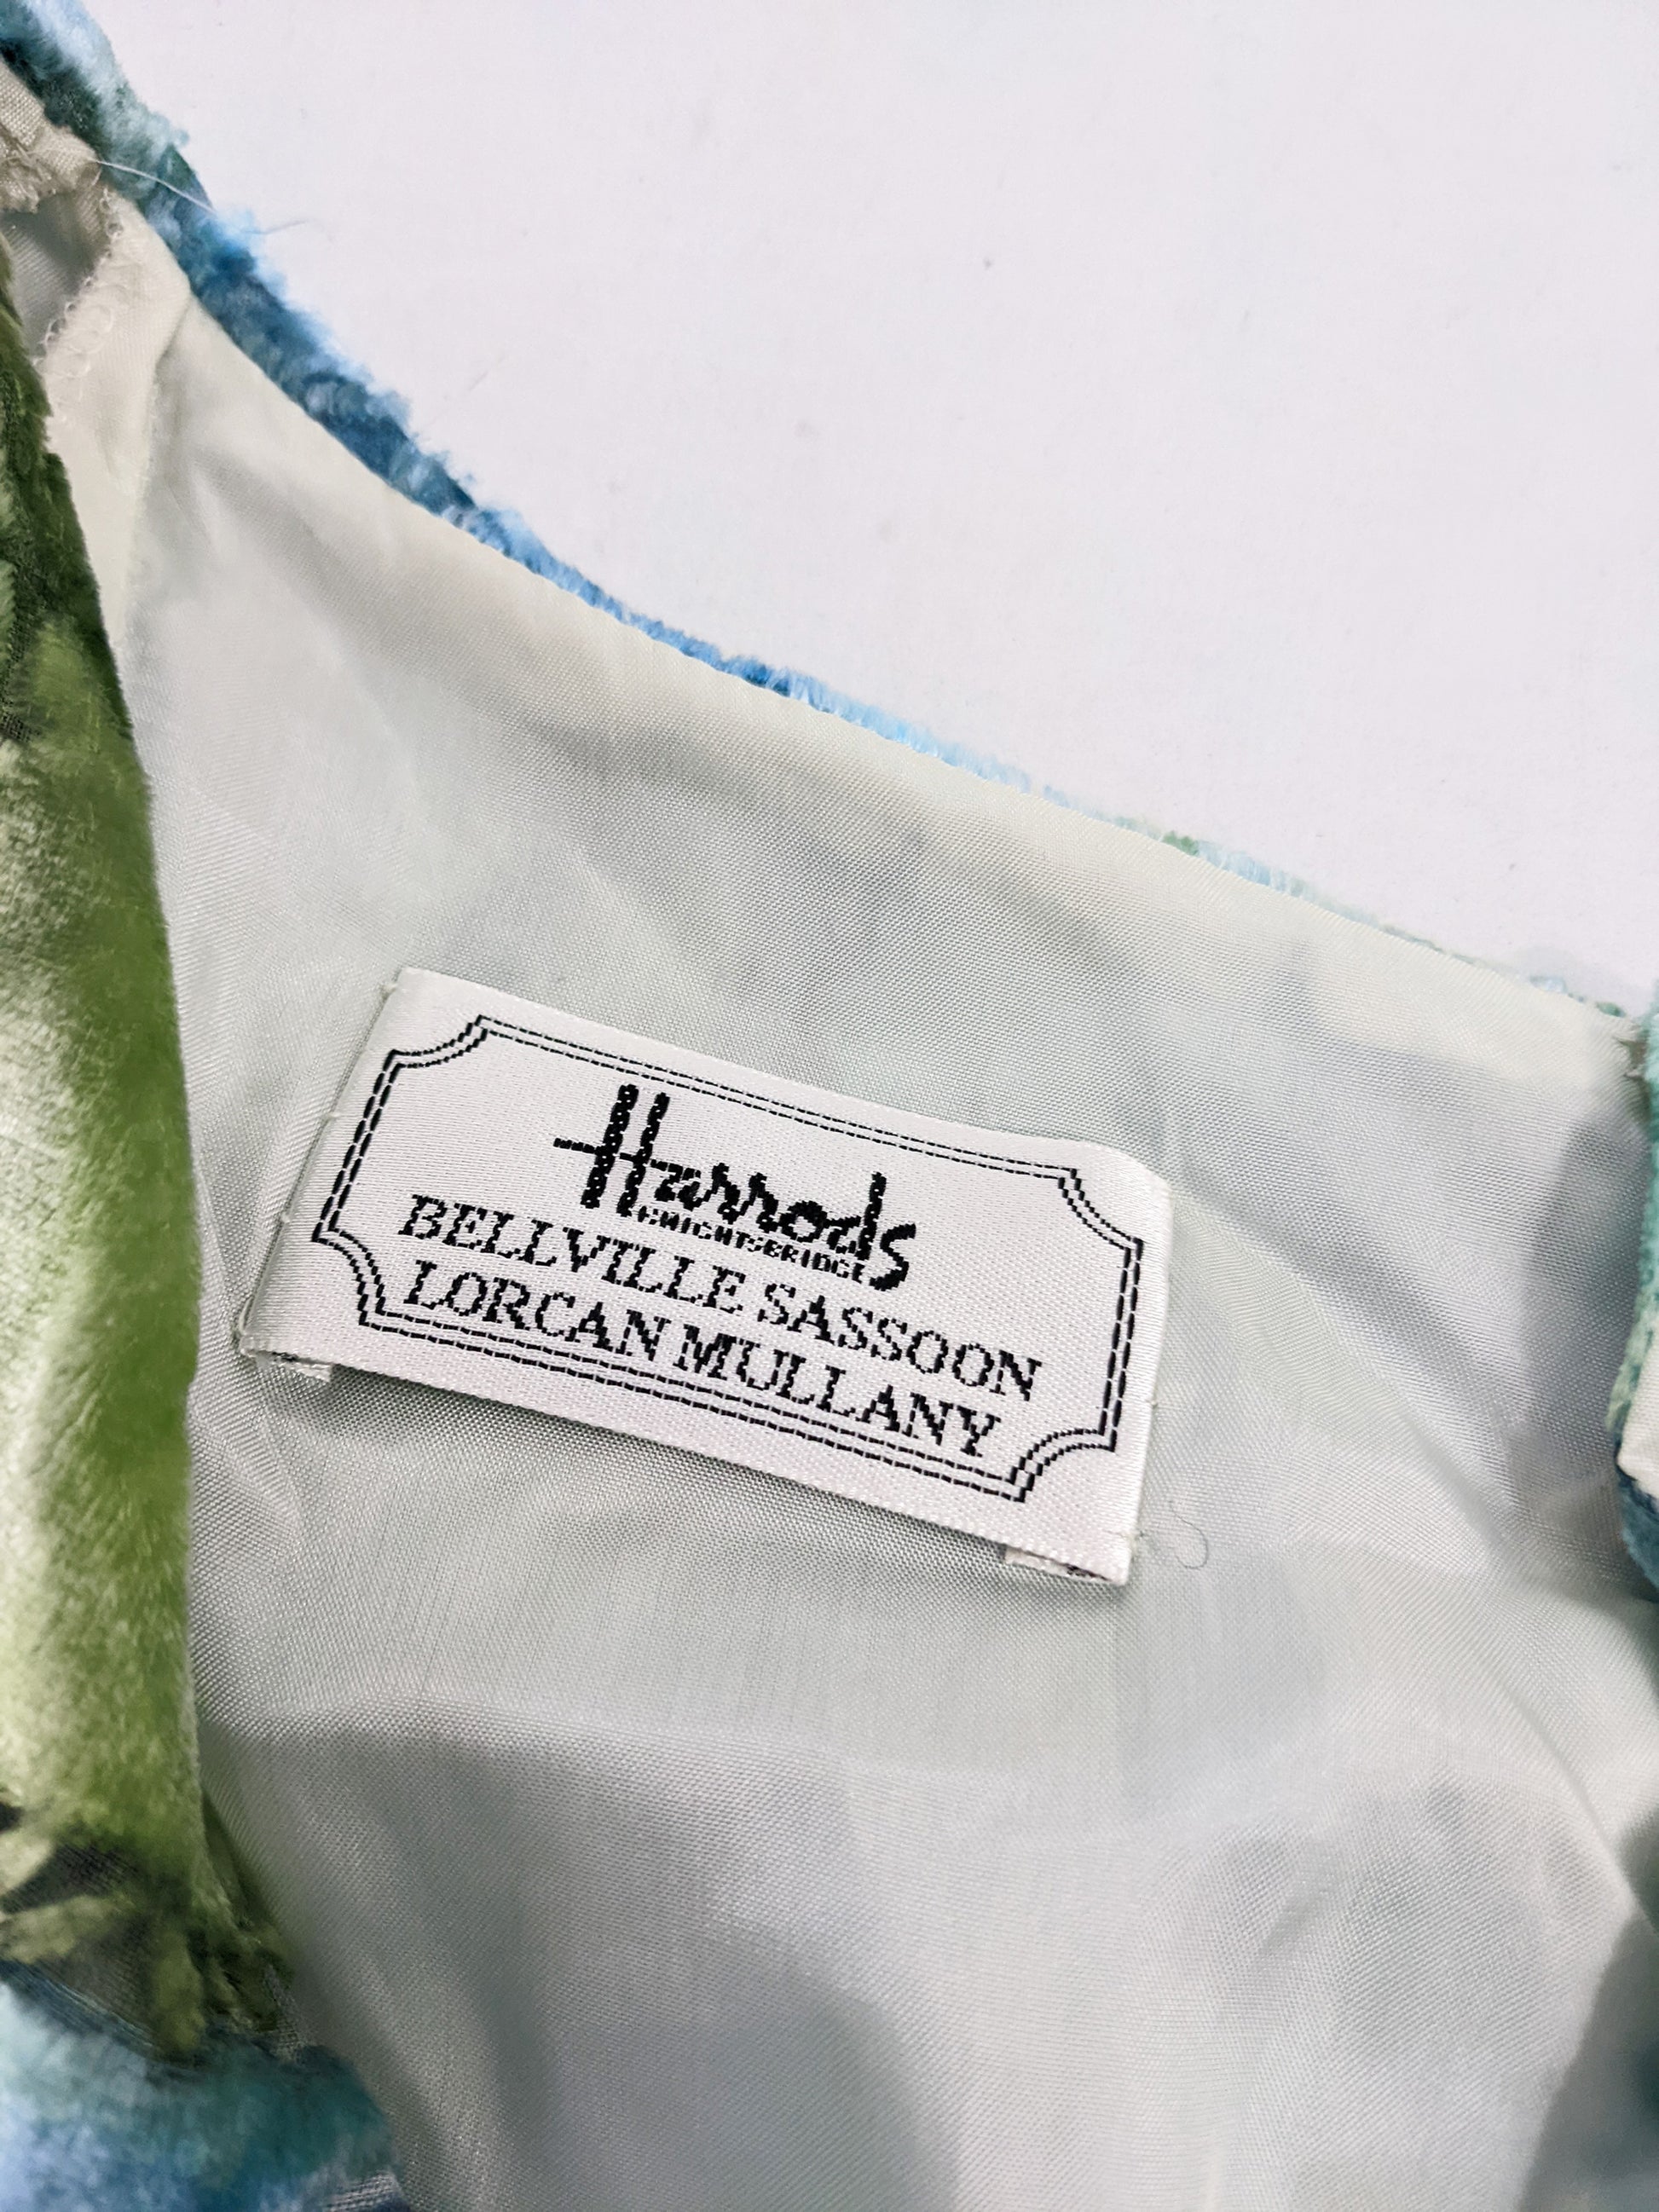 Harrods
KNIGHTSBRIDGE
BELLVILLE SASSOON
LORCAN MULLANY